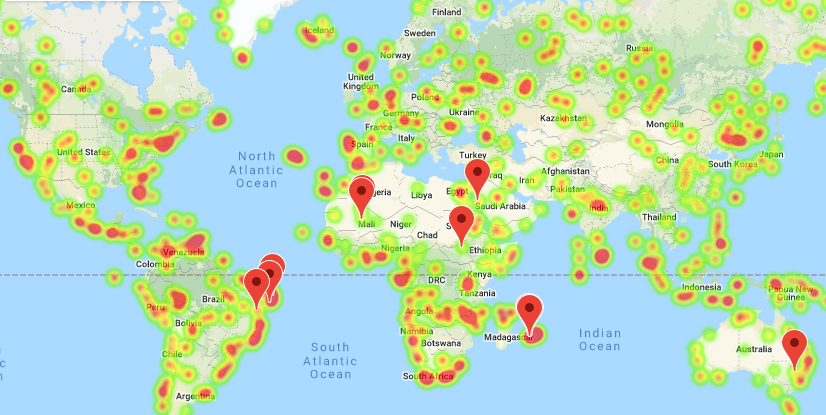 Finland
Iceland
Sweden
Russia
Norway
Canada
United
Kingdom
Poland
Germany
Ukraine
Kazakhstan
Mongolia
France
Italy
Spain
United States
North
Atlantic
Ocean
Turkey
Afghanistan
China
South Korea
Japan
Iran
Pakistan
Libya
Egypt
Saudi Arabia
Mexico
India
Thailand
Mali
Niger
Chad
Nigeria
Ethiopia
Venezuela
Colombia
DRC
Kenya
Tanzania
Indonesia
Papua New
Guinea
Peru
Brazil
Bolivia
Angola
Namibia
Botswana
Madagascar
Indian
Ocean
Australia
South
Atlantic
Ocean
Chile
South Africa
Argentina